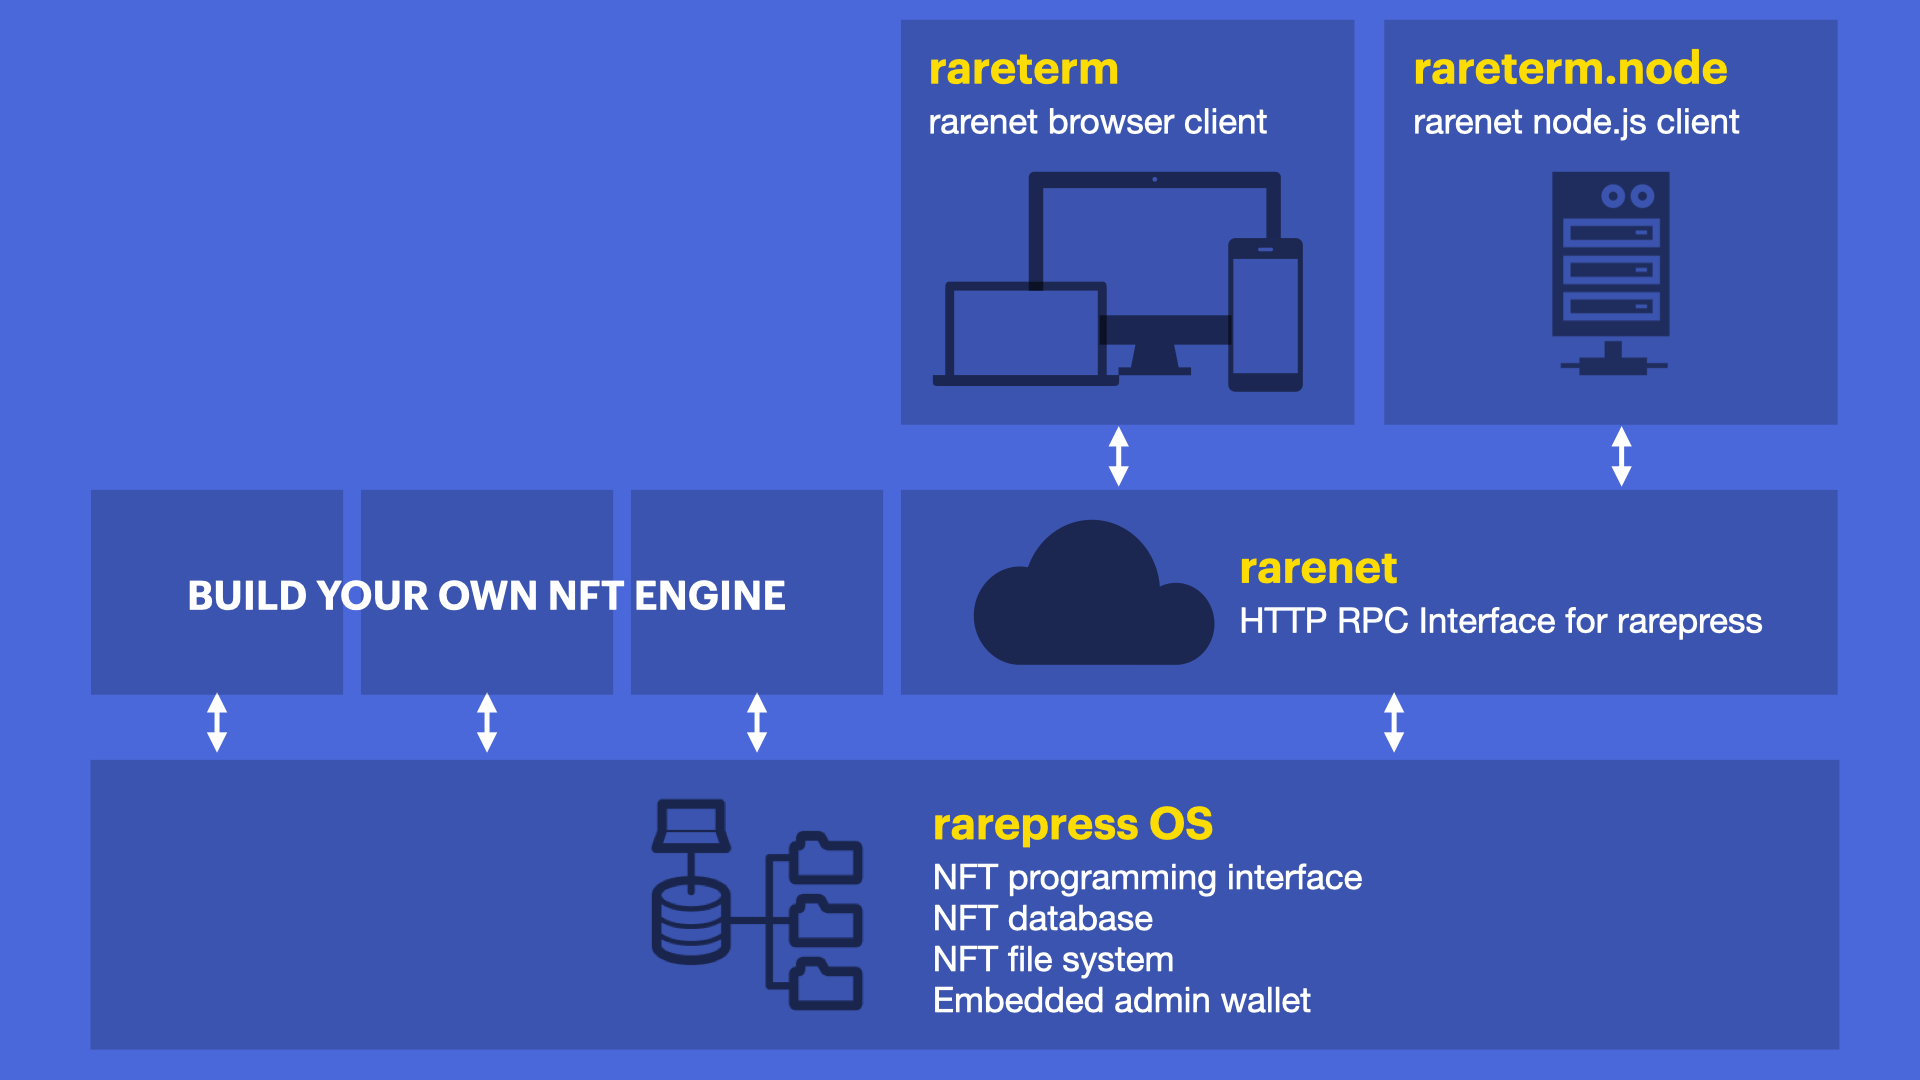 rareterm
rarenet browser client
rareterm.node
rarenet node.js client
BUILD YOUR OWN NFT ENGINE
rarenet
HTTP RPC Interface for rarepress
rarepress OS
NFT programming interface
NFT database
NFT file system
Embedded admin wallet